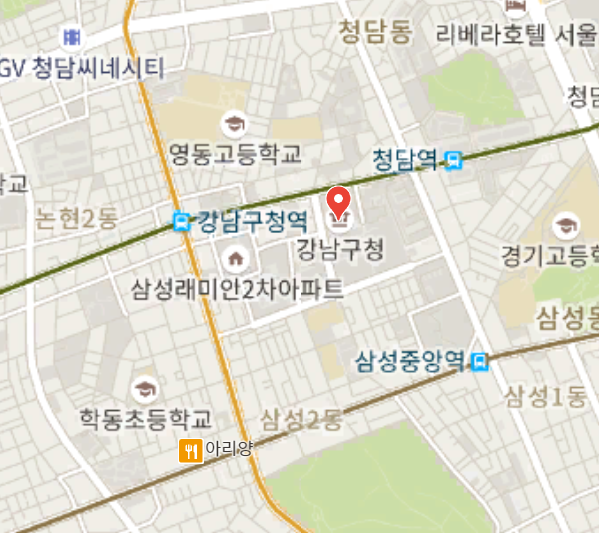 청담동
리베라호텔 서울
GV 청담씨네시티
청담
영동고등학교
청담역
학교
논현2동
강남구청역
강남구청
경기고등학
삼성래미안2차아파트
삼성동
삼성중앙역
학동초등학교
삼성2동
삼성1동
아리양